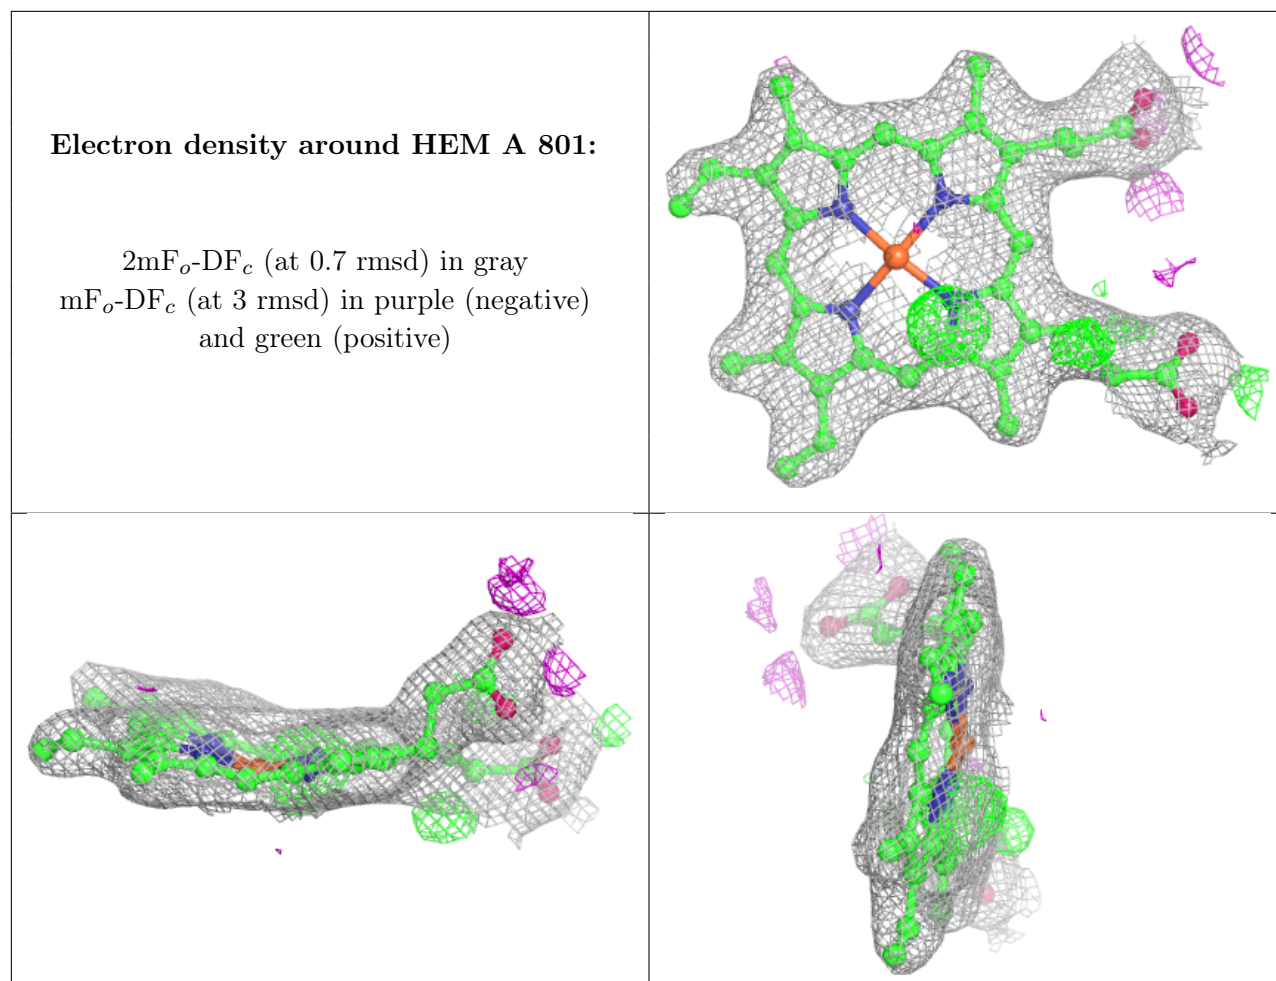 Electron density around HEM A 801:
2mFo-DFc (at 0.7 rmsd) in gray
mFo-DFc (at 3 rmsd) in purple (negative)
and green (positive)